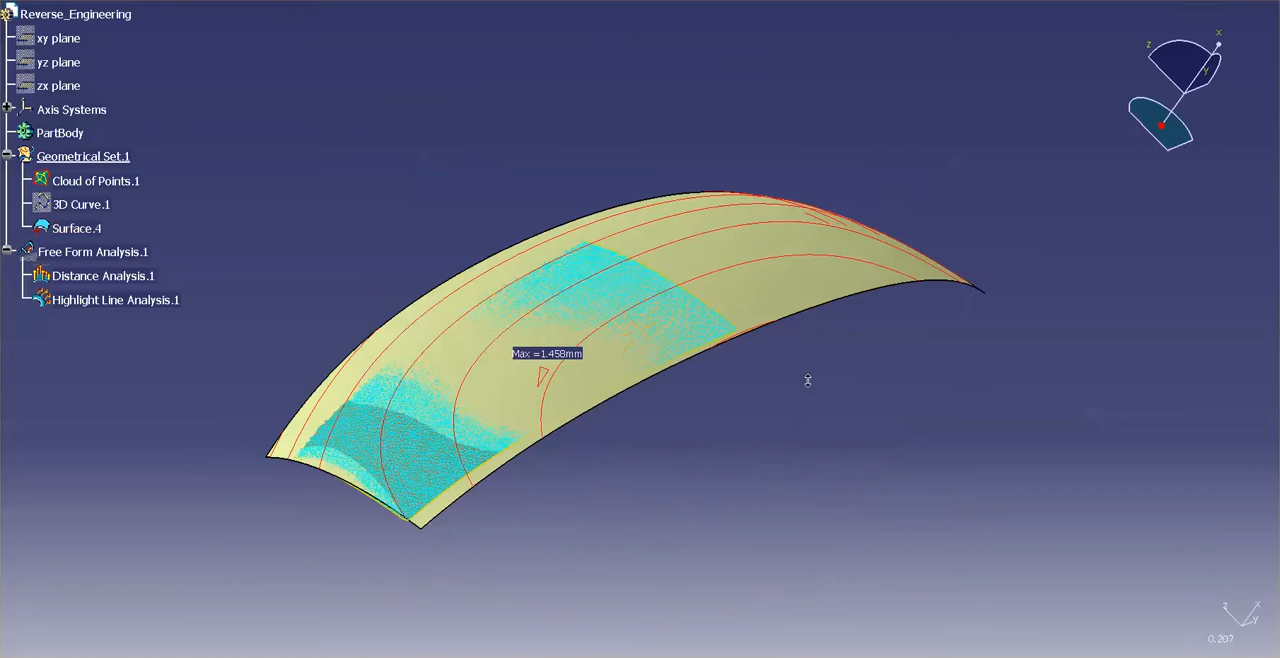 Reverse_Engineering
xy plane
yz plane
zx plane
Axis Systems
PartBody
Geometrical Set.1
Cloud of Points.1
3D Curve.1
Surface.4
Free Form Analysis.1
Distance Analysis.1
Highlight Line Analysis.1
Max =1.458mm
x
z
y
z
x
y
0.207